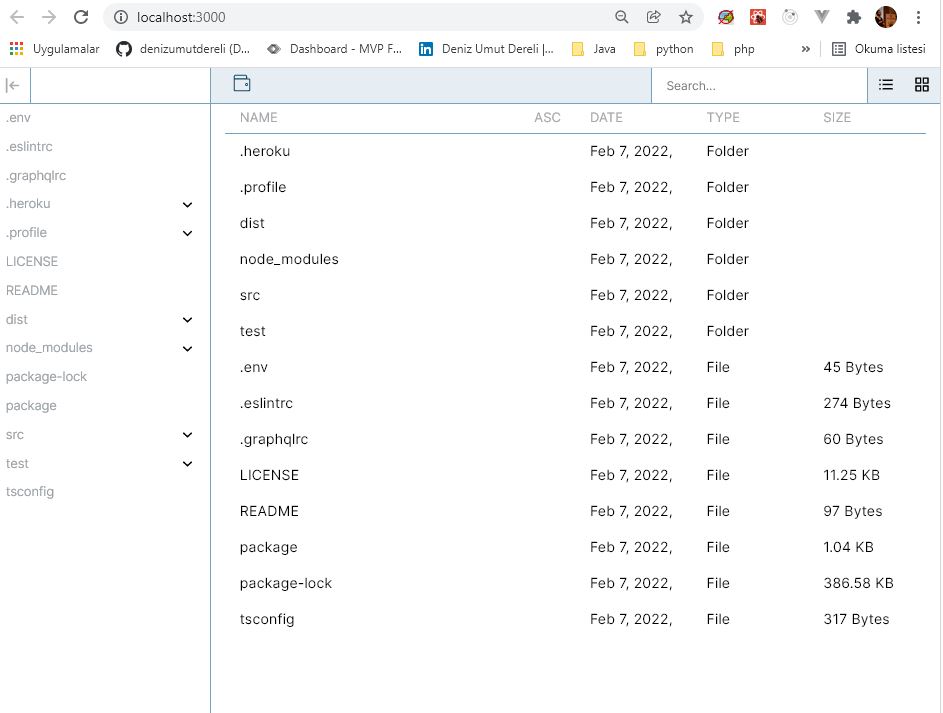 localhost:3000
Uygulamalar denizumutdereli (D... Dashboard - MVP F... Deniz Umut Dereli |... Java python php » Okuma listesi
Search...
.env
.eslintrc
.graphqlrc
.heroku
.profile
LICENSE
README
dist
node_modules
package-lock
package
src
test
tsconfig
NAME ASC DATE TYPE SIZE
.heroku Feb 7, 2022, Folder
.profile Feb 7, 2022, Folder
dist Feb 7, 2022, Folder
node_modules Feb 7, 2022, Folder
src Feb 7, 2022, Folder
test Feb 7, 2022, Folder
.env Feb 7, 2022, File 45 Bytes
.eslintrc Feb 7, 2022, File 274 Bytes
.graphqlrc Feb 7, 2022, File 60 Bytes
LICENSE Feb 7, 2022, File 11.25 KB
README Feb 7, 2022, File 97 Bytes
package Feb 7, 2022, File 1.04 KB
package-lock Feb 7, 2022, File 386.58 KB
tsconfig Feb 7, 2022, File 317 Bytes